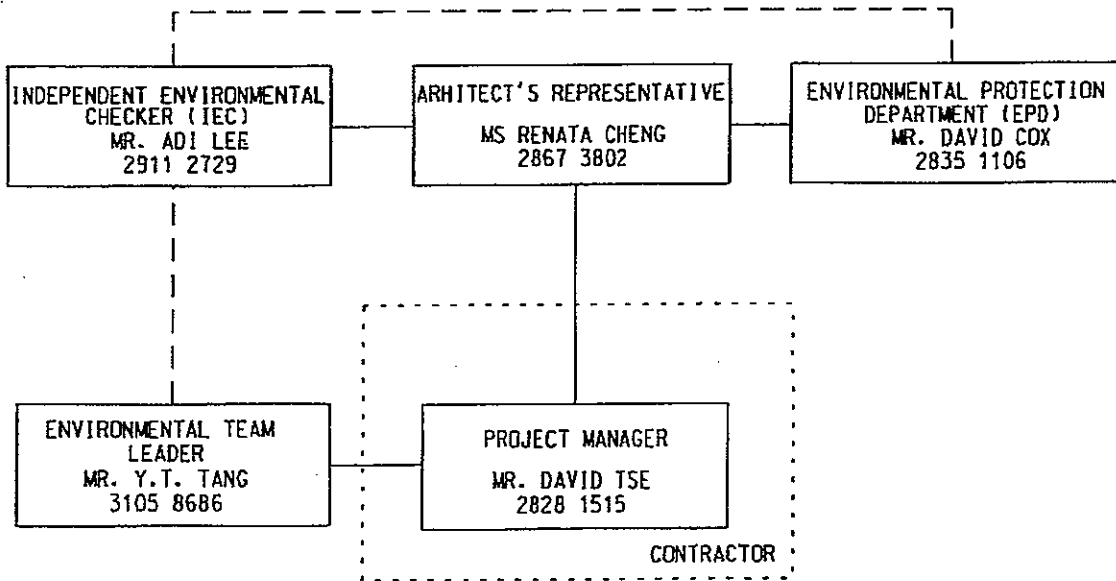 INDEPENDENT ENVIRONMENTAL
CHECKER (IEC)
MR. ADI LEE
2911 2729
ARHITECT'S REPRESENTATIVE
MS RENATA CHENG
2867 3802
ENVIRONMENTAL PROTECTION
DEPARTMENT (EPD)
MR. DAVID COX
2835 1106
ENVIRONMENTAL TEAM
LEADER
MR. Y.T. TANG
3105 8686
PROJECT MANAGER
MR. DAVID TSE
2828 1515
CONTRACTOR